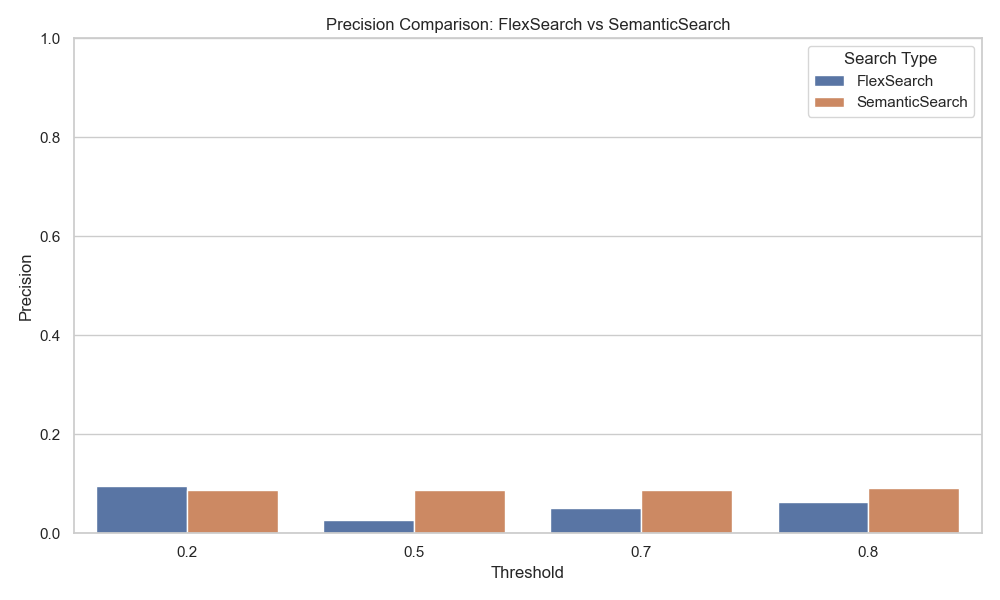 Precision Comparison: FlexSearch vs SemanticSearch
1.0
0.8
0.6
0.4
0.2
0.0
Precision
Search Type
FlexSearch
SemanticSearch
0.2
0.5
0.7
0.8
Threshold